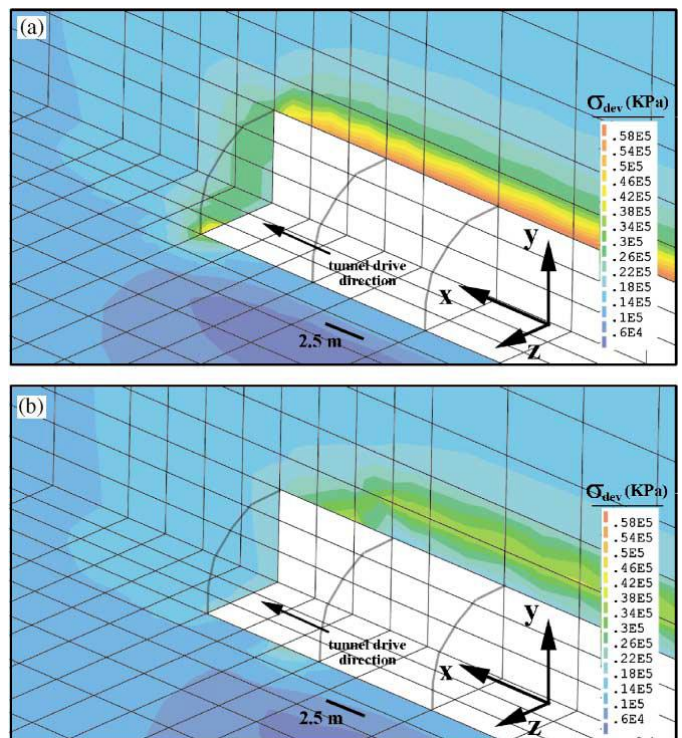 (a)
σdev (KPa)
.58E5
.54E5
.5E5
.46E5
.42E5
.38E5
.34E5
.3E5
.26E5
.22E5
.18E5
.14E5
.1E5
.6E4
y
x
z
tunnel drive
direction
2.5 m
(b)
σdev (KPa)
.58E5
.54E5
.5E5
.46E5
.42E5
.38E5
.34E5
.3E5
.26E5
.22E5
.18E5
.14E5
.1E5
.6E4
y
x
z
tunnel drive
direction
2.5 m